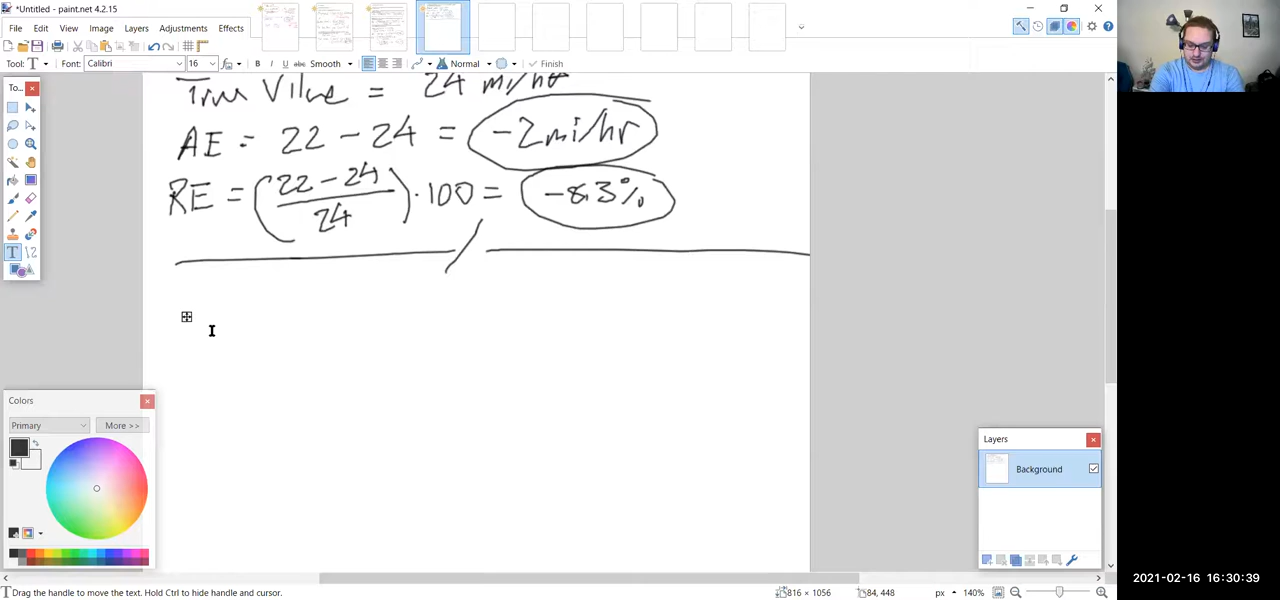 *Untitled - paint.net 4.2.15
File Edit View Image Layers Adjustments Effects
Tool: T Font: Calibri 16 B I U abc Smooth Normal Finish
To...
True Value = 24 mi/hr
AE = 22 - 24 = -2 mi/hr
RE = (22 - 24 / 24) · 100 = -8.3%
Colors
Primary More >>
Layers
Background
Drag the handle to move the text. Hold Ctrl to hide handle and cursor.
816 × 1056
84, 448
px
140%
2021-02-16 16:30:39